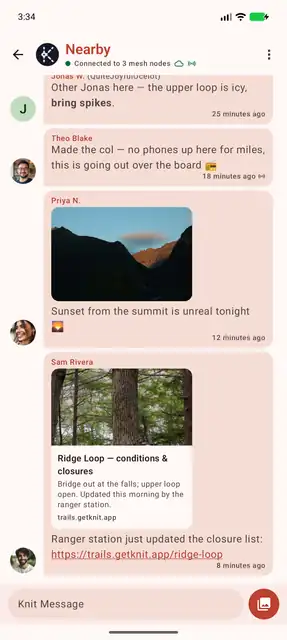 3:34
Nearby
Connected to 3 mesh nodes
Jonas W. (QuietJoyfulOcelot)
J
Other Jonas here — the upper loop is icy,
bring spikes.
25 minutes ago
Theo Blake
Made the col — no phones up here for miles,
this is going out over the board 📻
18 minutes ago
Priya N.
Sunset from the summit is unreal tonight
🌄
12 minutes ago
Sam Rivera
Ridge Loop — conditions &
closures
Bridge out at the falls; upper loop
open. Updated this morning by the
ranger station.
trails.getknit.app
Ranger station just updated the closure list:
https://trails.getknit.app/ridge-loop
8 minutes ago
Knit Message